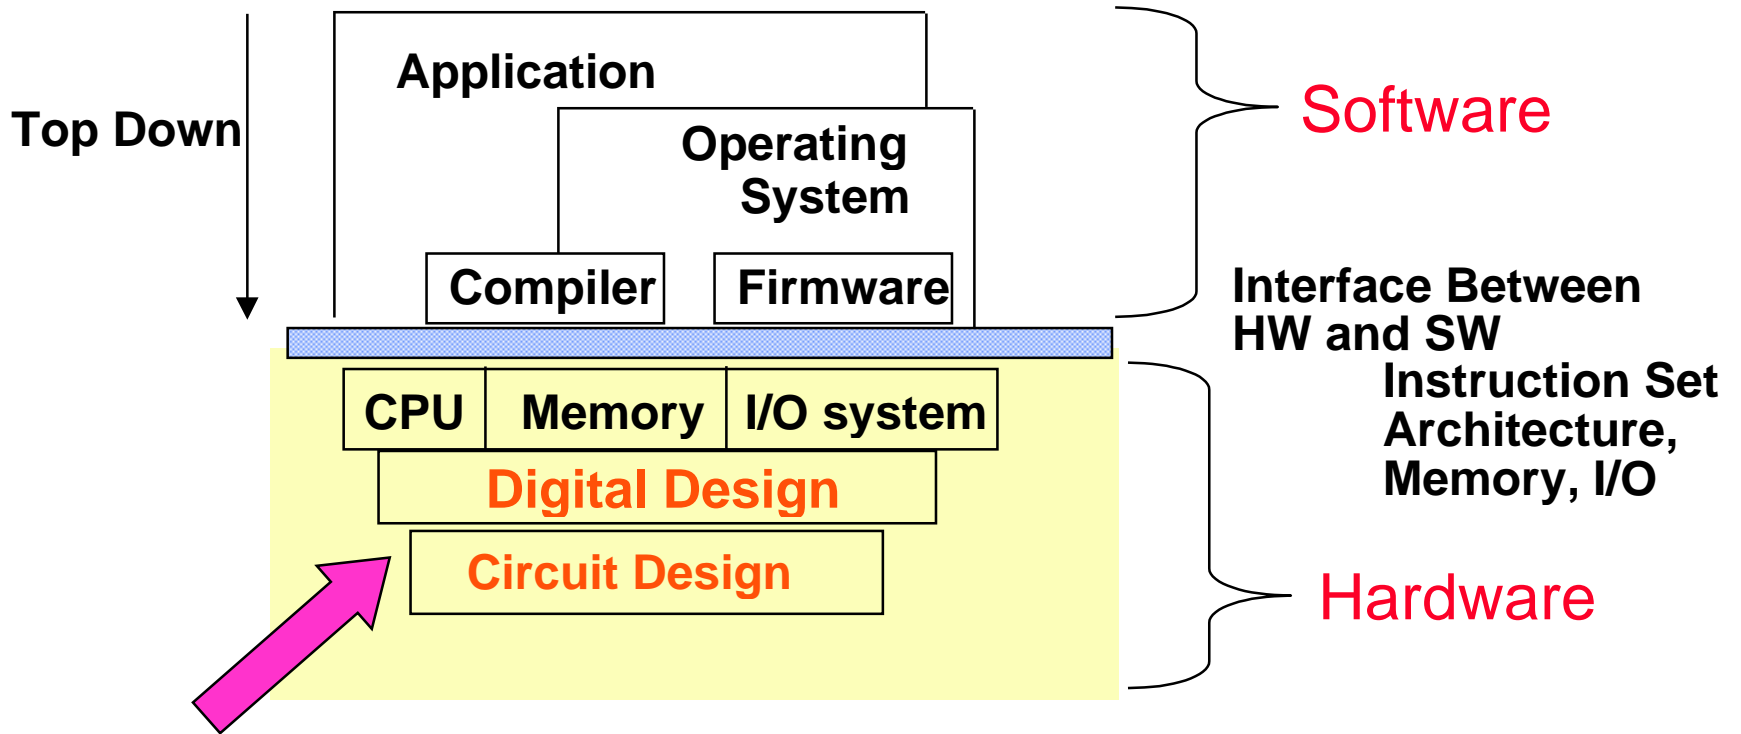 Application
Top Down
Operating
System
Software
Compiler
Firmware
Interface Between
HW and SW
Instruction Set
Architecture,
Memory, I/O
CPU
Memory
I/O system
Digital Design
Circuit Design
Hardware